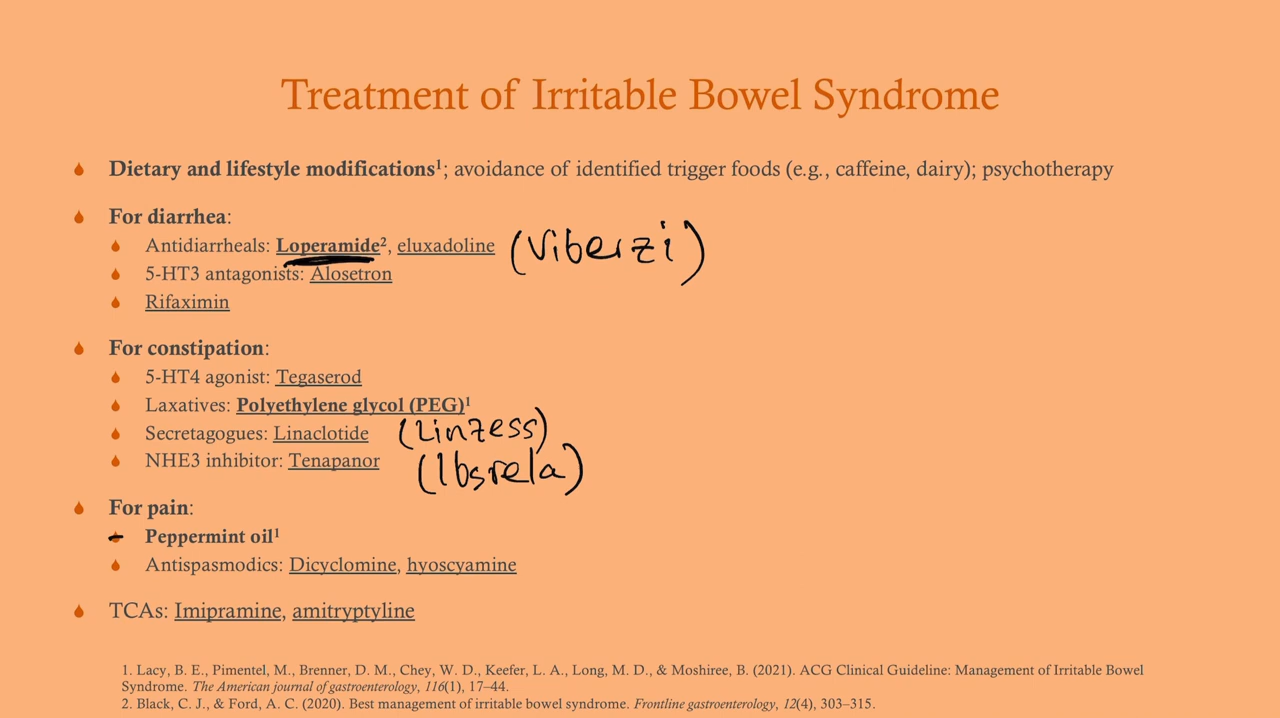 Treatment of Irritable Bowel Syndrome
Dietary and lifestyle modifications¹; avoidance of identified trigger foods (e.g., caffeine, dairy); psychotherapy
For diarrhea:
Antidiarrheals: Loperamide², eluxadoline (Viberzi)
5-HT3 antagonists: Alosetron
Rifaximin
For constipation:
5-HT4 agonist: Tegaserod
Laxatives: Polyethylene glycol (PEG)¹
Secretagogues: Linaclotide (Linzess)
NHE3 inhibitor: Tenapanor (Ibsrela)
For pain:
Peppermint oil¹
Antispasmodics: Dicyclomine, hyoscyamine
TCAs: Imipramine, amitryptyline
1. Lacy, B. E., Pimentel, M., Brenner, D. M., Chey, W. D., Keefer, L. A., Long, M. D., & Moshiree, B. (2021). ACG Clinical Guideline: Management of Irritable Bowel
Syndrome. The American journal of gastroenterology, 116(1), 17–44.
2. Black, C. J., & Ford, A. C. (2020). Best management of irritable bowel syndrome. Frontline gastroenterology, 12(4), 303–315.